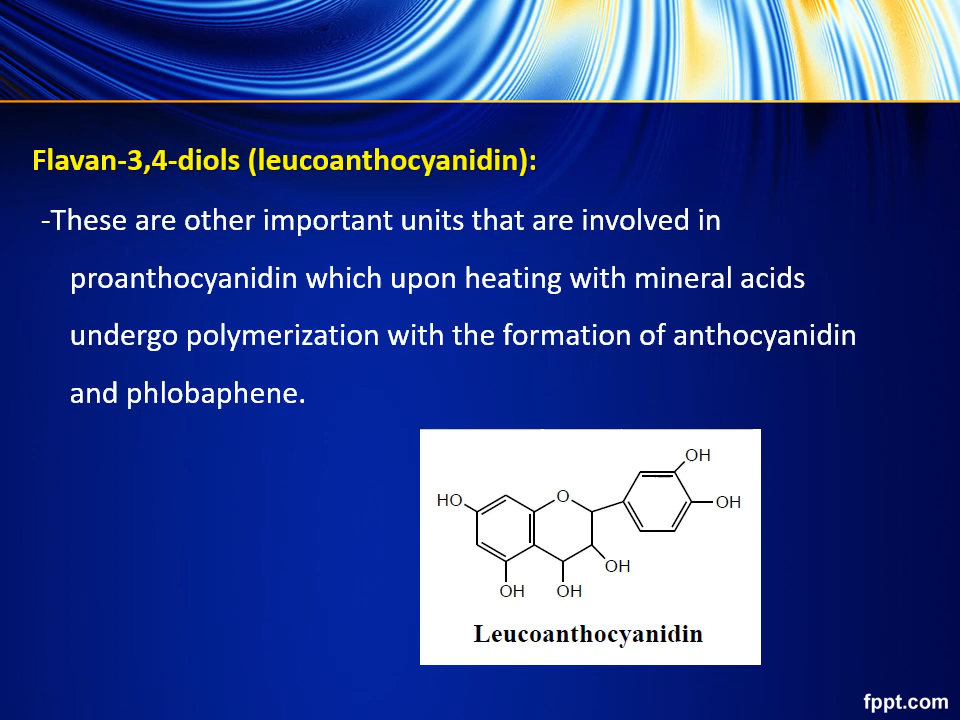 Flavan-3,4-diols (leucoanthocyanidin):
-These are other important units that are involved in
proanthocyanidin which upon heating with mineral acids
undergo polymerization with the formation of anthocyanidin
and phlobaphene.
OH
HO
O
OH
OH
OH
OH
Leucoanthocyanidin
fppt.com